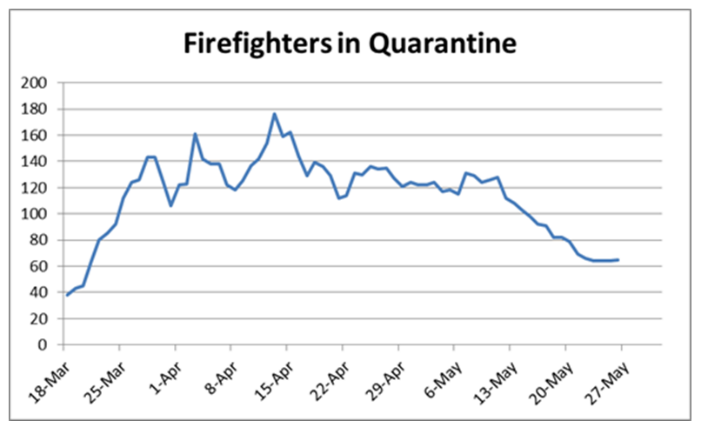 Firefighters in Quarantine
200
180
160
140
120
100
80
60
40
20
0
18-Mar
25-Mar
1-Apr
8-Apr
15-Apr
22-Apr
29-Apr
6-May
13-May
20-May
27-May